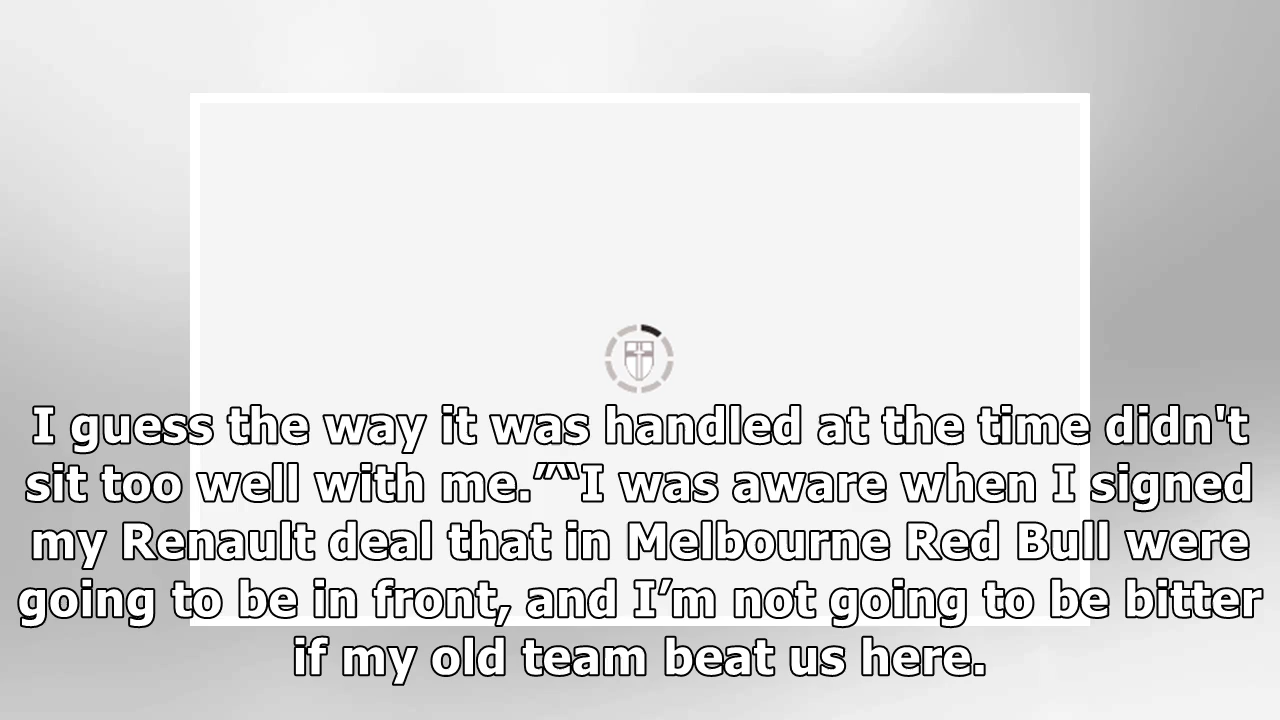 I guess the way it was handled at the time didn't
sit too well with me.”“I was aware when I signed
my Renault deal that in Melbourne Red Bull were
going to be in front, and I’m not going to be bitter
if my old team beat us here.